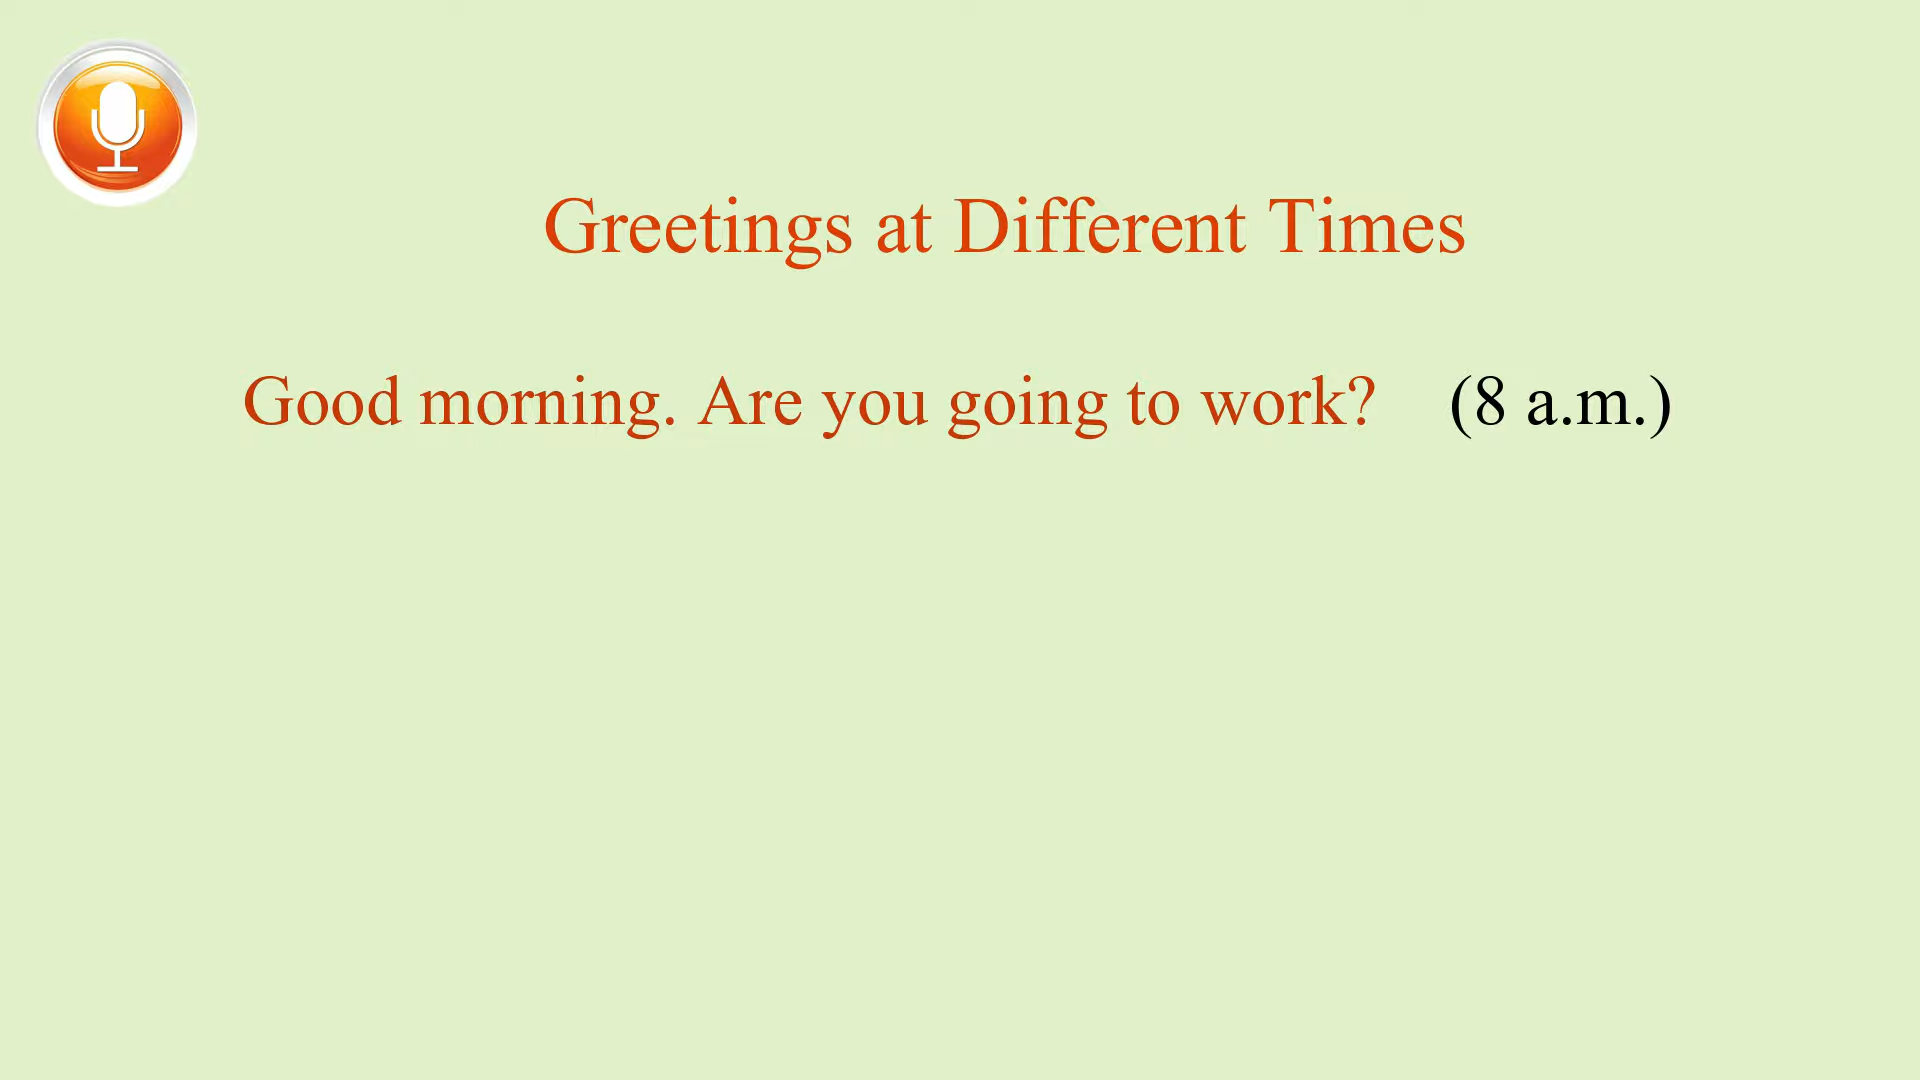 Greetings at Different Times
Good morning. Are you going to work? (8 a.m.)